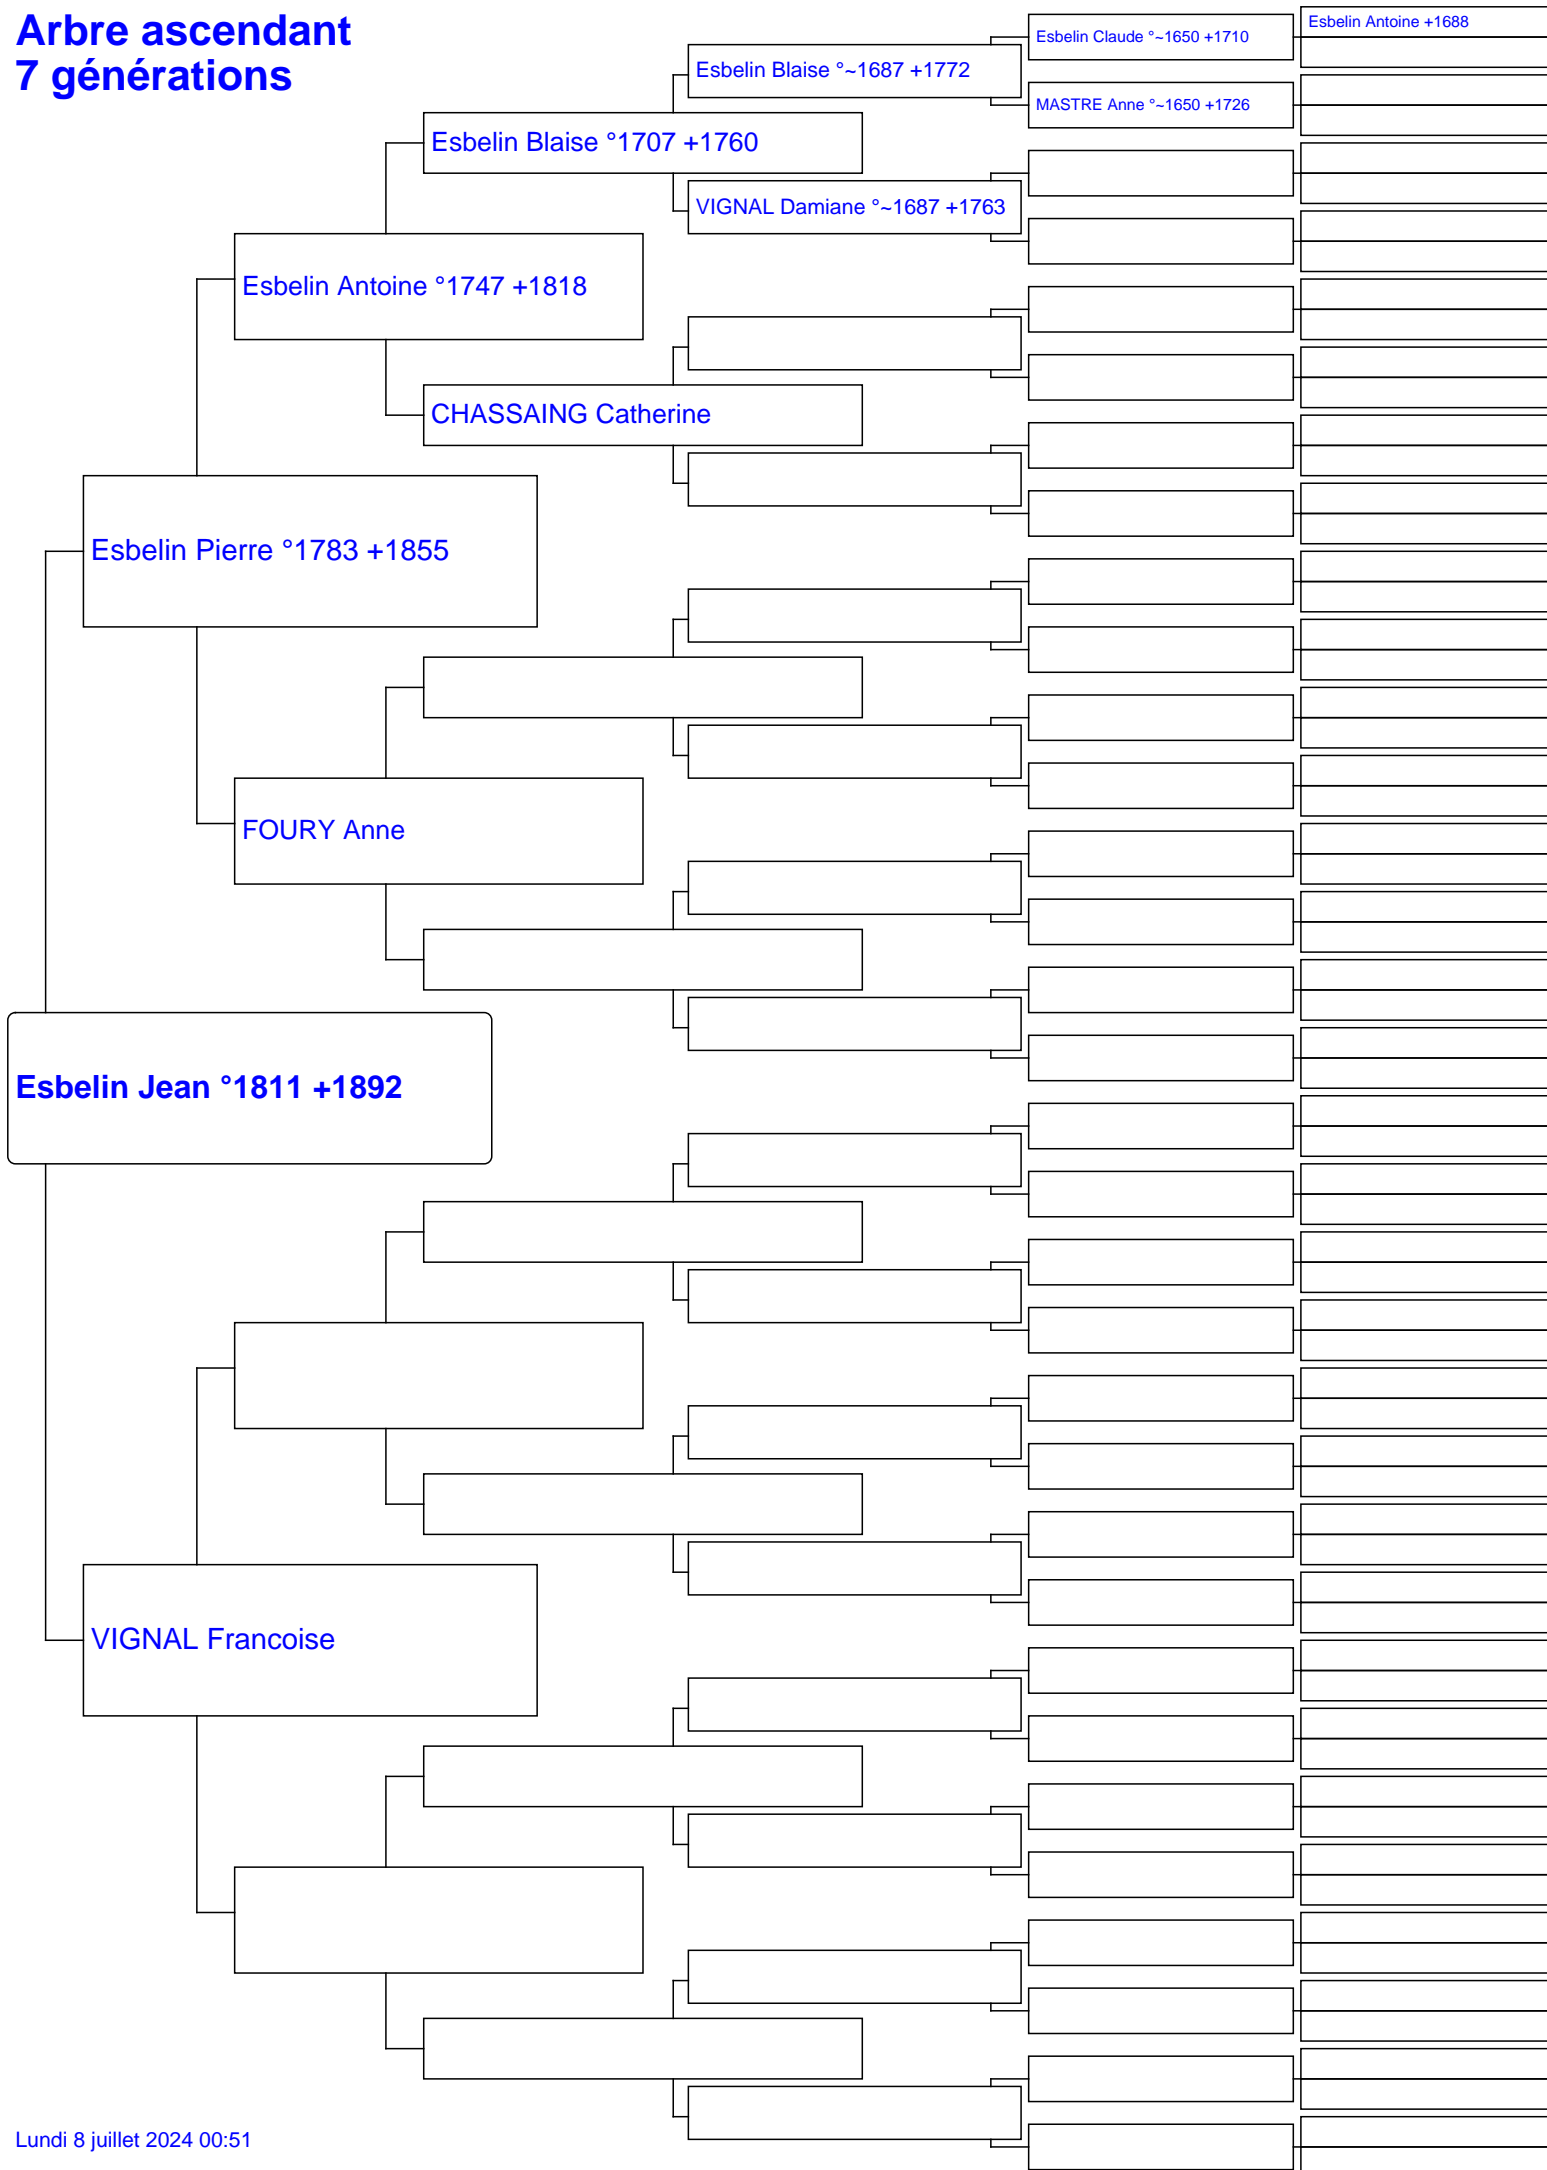 Arbre ascendant
7 générations
Esbelin Antoine +1688
Esbelin Claude °~1650 +1710
Esbelin Blaise °~1687 +1772
MASTRE Anne °~1650 +1726
Esbelin Blaise °1707 +1760
VIGNAL Damiane °~1687 +1763
Esbelin Antoine °1747 +1818
CHASSAING Catherine
Esbelin Pierre °1783 +1855
FOURY Anne
Esbelin Jean °1811 +1892
VIGNAL Francoise
Lundi 8 juillet 2024 00:51